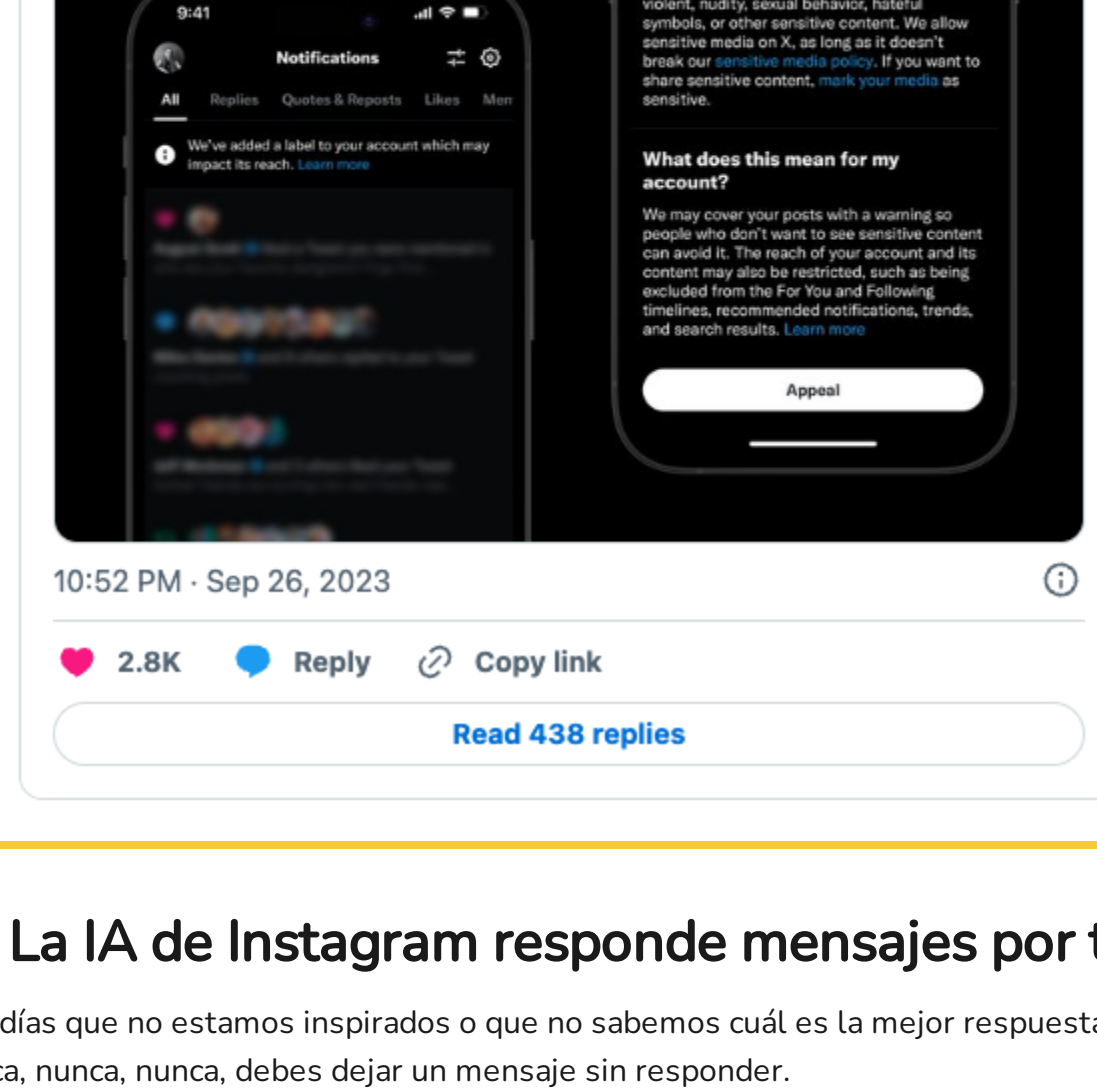 9:41
Notifications
All Replies Quotes & Reposts Likes Men
We've added a label to your account which may
impact its reach. Learn more
violent, nudity, sexual behavior, hateful
symbols, or other sensitive content. We allow
sensitive media on X, as long as it doesn't
break our sensitive media policy. If you want to
share sensitive content, mark your media as
sensitive.
What does this mean for my
account?
We may cover your posts with a warning so
people who don't want to see sensitive content
can avoid it. The reach of your account and its
content may also be restricted, such as being
excluded from the For You and Following
timelines, recommended notifications, trends,
and search results. Learn more
Appeal
10:52 PM · Sep 26, 2023
2.8K Reply Copy link
Read 438 replies
La IA de Instagram responde mensajes por t
días que no estamos inspirados o que no sabemos cuál es la mejor respuesta
ca, nunca, nunca, debes dejar un mensaje sin responder.